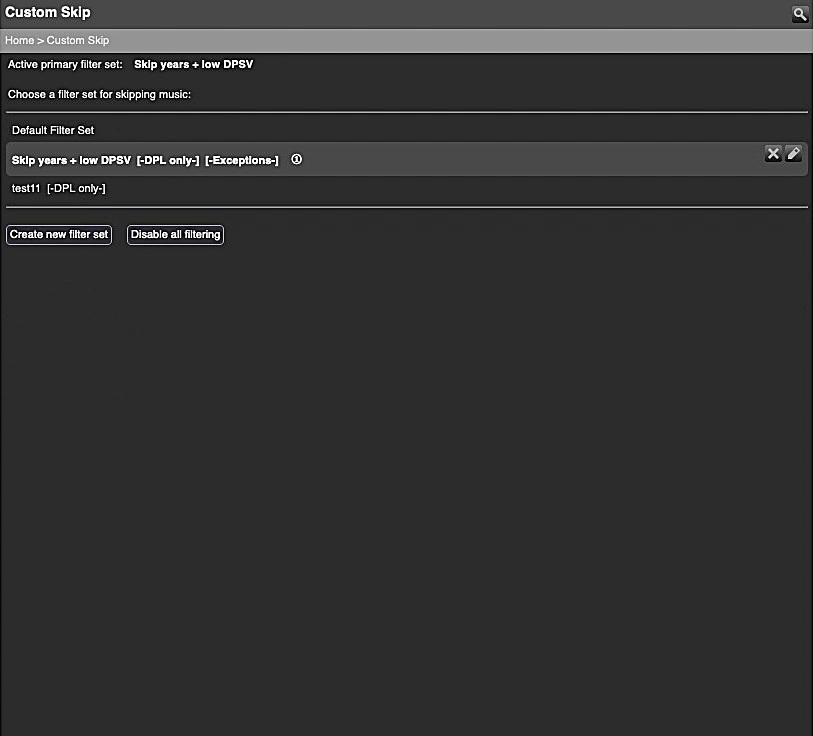 Custom Skip
Home > Custom Skip
Active primary filter set: Skip years + low DPSV
Choose a filter set for skipping music:
Default Filter Set
Skip years + low DPSV [-DPL only-] [-Exceptions-]
test11 [-DPL only-]
Create new filter set Disable all filtering